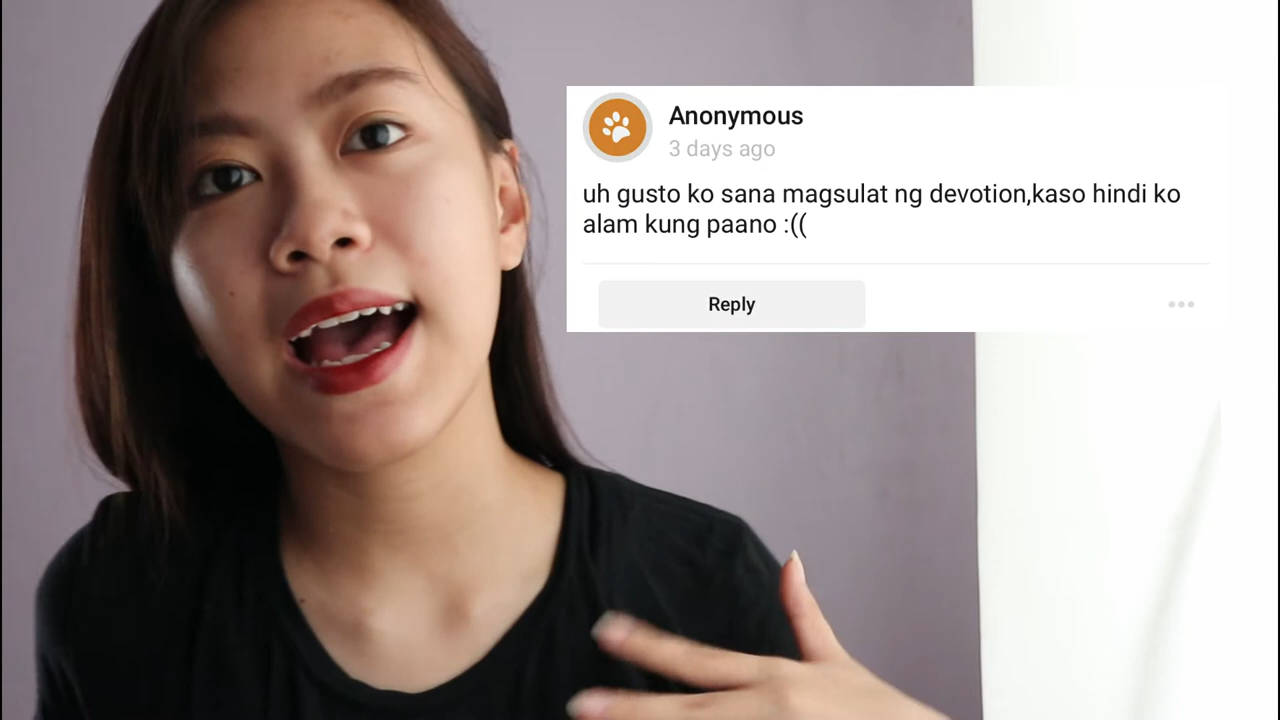 Anonymous
3 days ago
uh gusto ko sana magsulat ng devotion,kaso hindi ko
alam kung paano :((
Reply